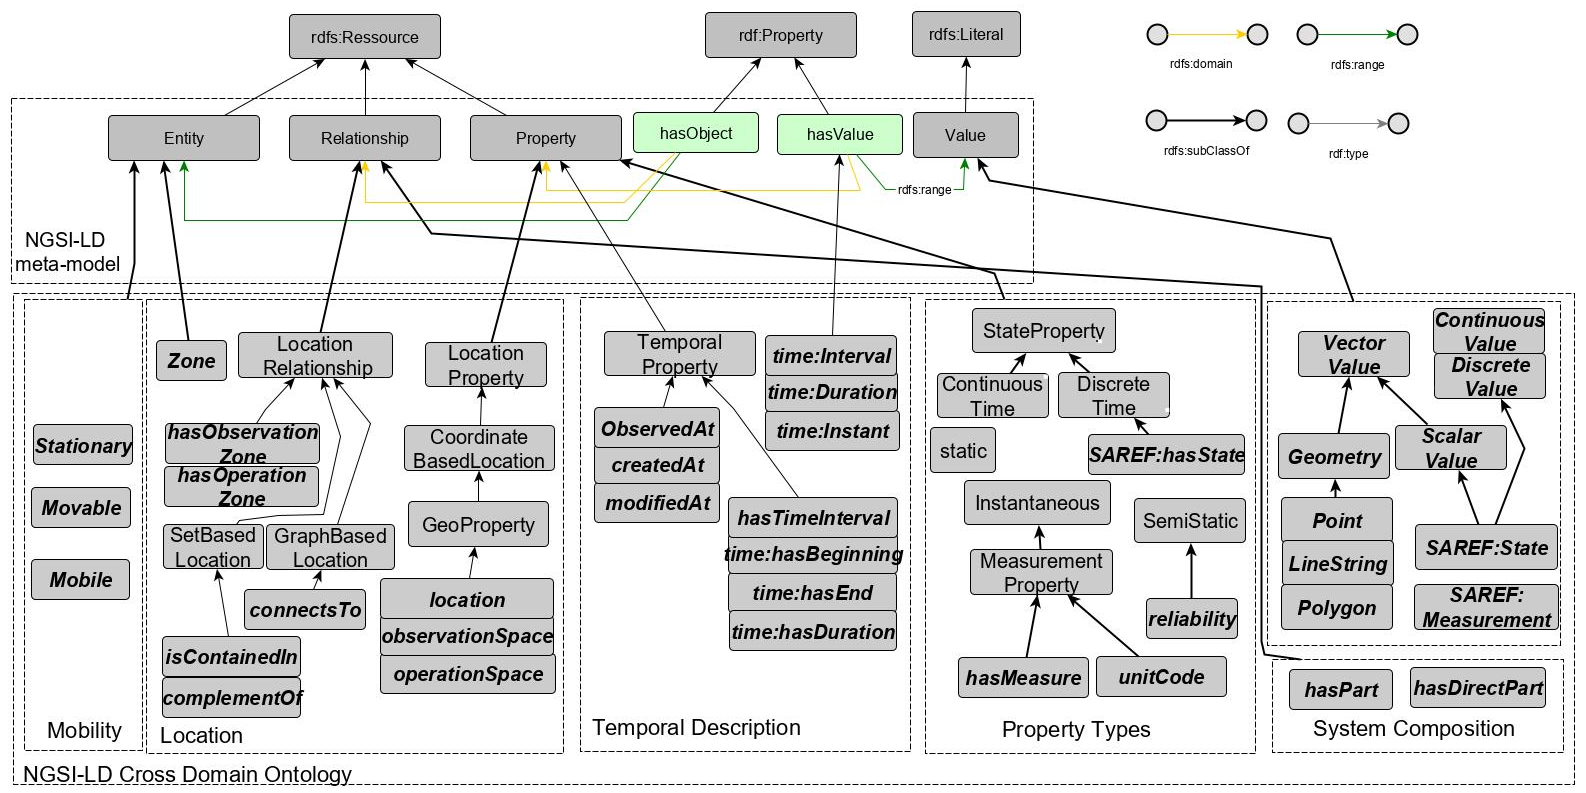 rdfs:Ressource
rdf:Property
rdfs:Literal
rdfs:domain
rdfs:range
rdfs:subClassOf
rdf:type
Entity
Relationship
Property
hasObject
hasValue
Value
rdfs:range
NGSI-LD
meta-model
Stationary
Movable
Mobile
Mobility
Zone
Location
Relationship
hasObservation
Zone
hasOperation
Zone
SetBased
Location
GraphBased
Location
connectsTo
isContainedIn
complementOf
Location
Property
Coordinate
BasedLocation
GeoProperty
location
observationSpace
operationSpace
Location
Temporal
Property
ObservedAt
createdAt
modifiedAt
time:Interval
time:Duration
time:Instant
hasTimeInterval
time:hasBeginning
time:hasEnd
time:hasDuration
Temporal Description
StateProperty
Continuous
Time
Discrete
Time
static
SAREF:hasState
Instantaneous
SemiStatic
Measurement
Property
reliability
hasMeasure
unitCode
Property Types
Vector
Value
Continuous
Value
Discrete
Value
Geometry
Scalar
Value
Point
LineString
Polygon
SAREF:State
SAREF:
Measurement
hasPart
hasDirectPart
System Composition
NGSI-LD Cross Domain Ontology